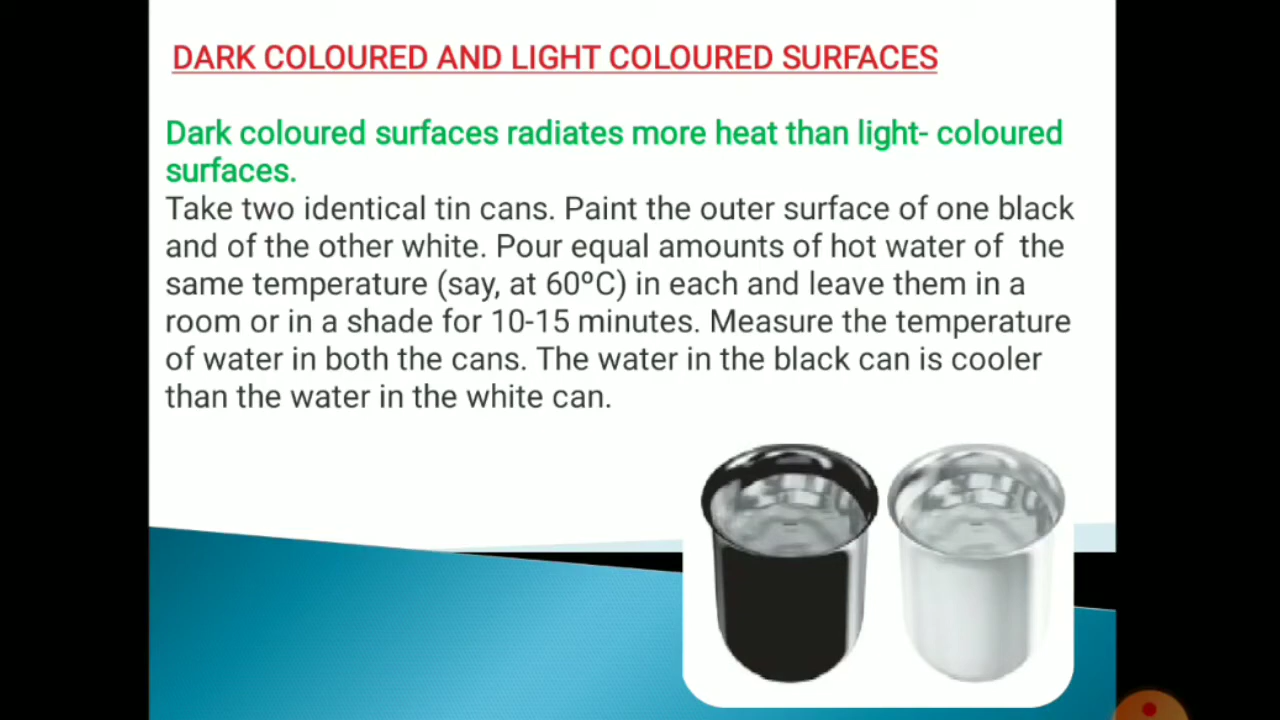 DARK COLOURED AND LIGHT COLOURED SURFACES
Dark coloured surfaces radiates more heat than light- coloured
surfaces.
Take two identical tin cans. Paint the outer surface of one black
and of the other white. Pour equal amounts of hot water of the
same temperature (say, at 60ºC) in each and leave them in a
room or in a shade for 10-15 minutes. Measure the temperature
of water in both the cans. The water in the black can is cooler
than the water in the white can.